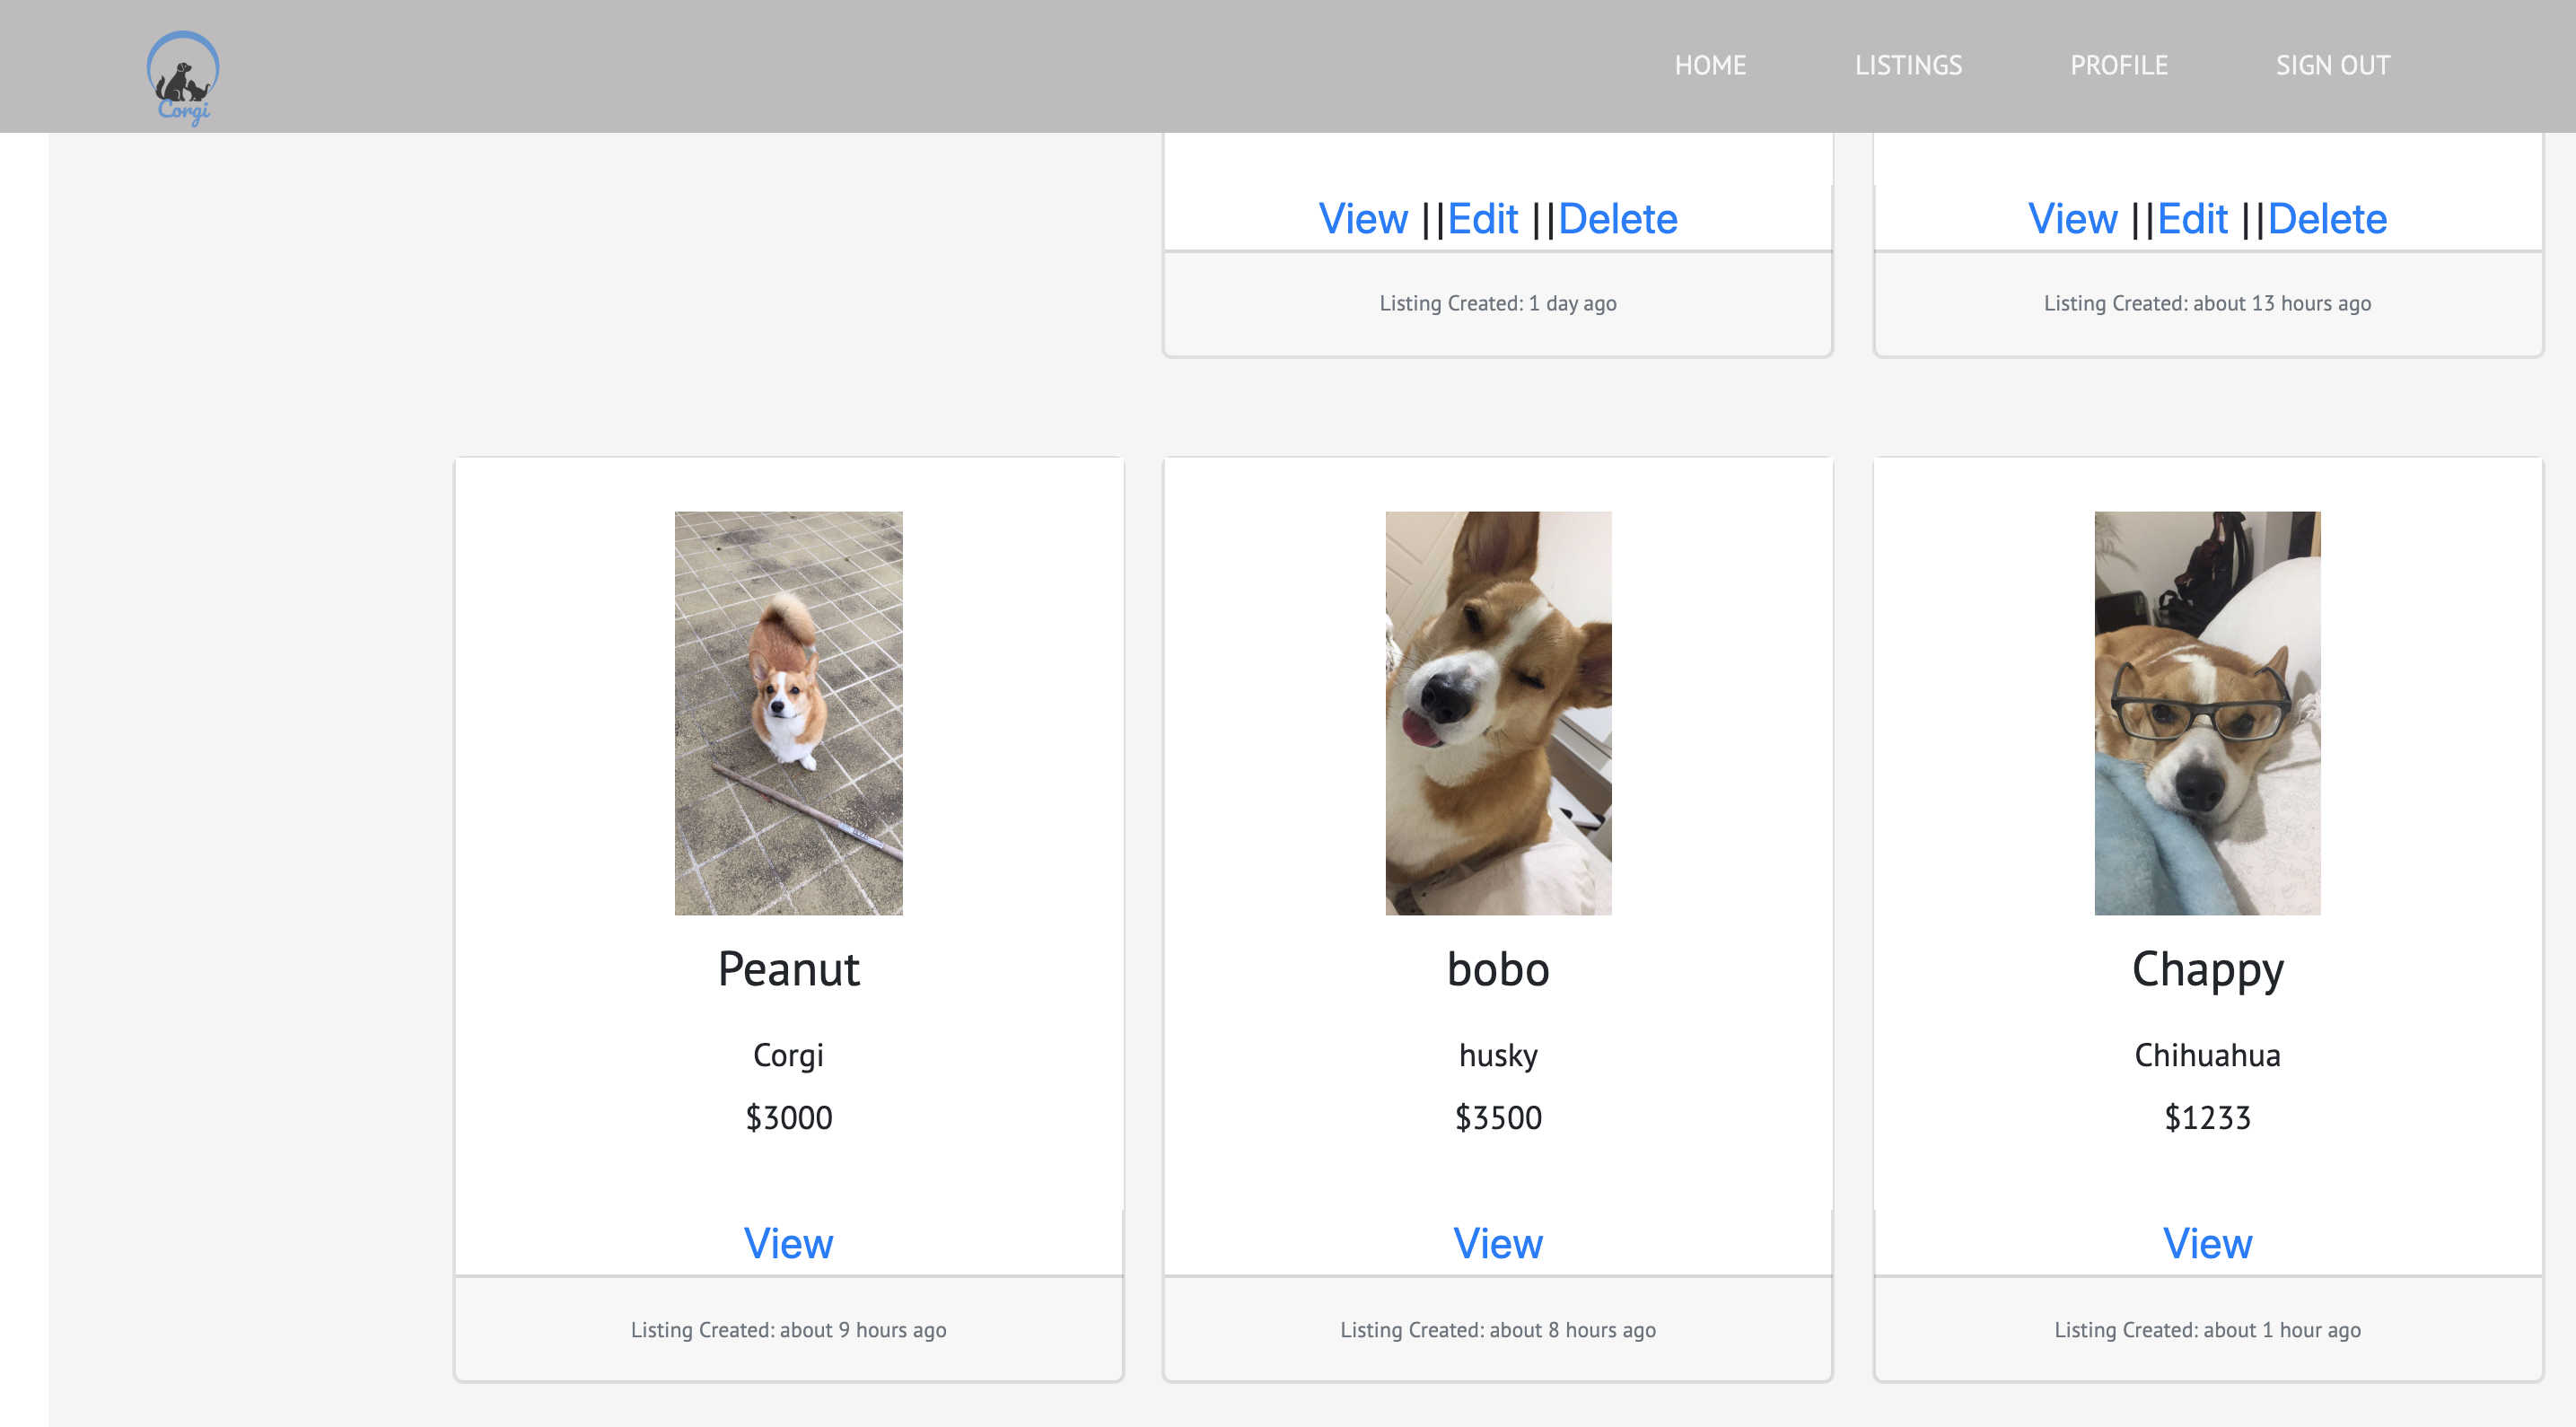 Corgi
HOME LISTINGS PROFILE SIGN OUT
View ||Edit ||Delete
Listing Created: 1 day ago
View ||Edit ||Delete
Listing Created: about 13 hours ago
Peanut
Corgi
$3000
View
Listing Created: about 9 hours ago
bobo
husky
$3500
View
Listing Created: about 8 hours ago
Chappy
Chihuahua
$1233
View
Listing Created: about 1 hour ago